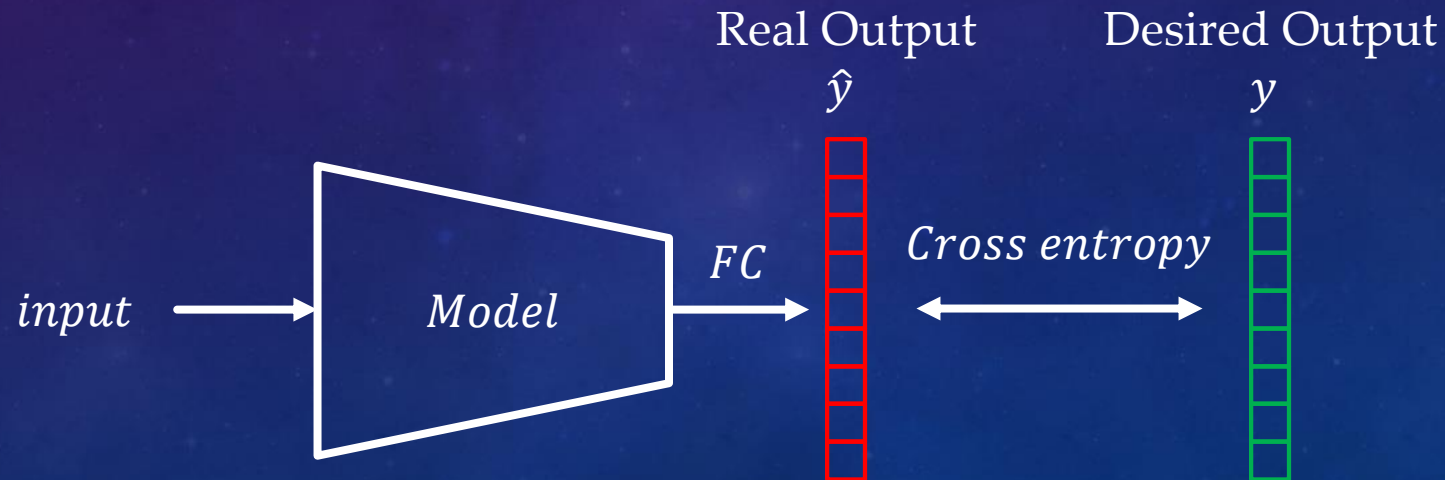 Real Output
ŷ
Desired Output
y
input
Model
FC
Cross entropy